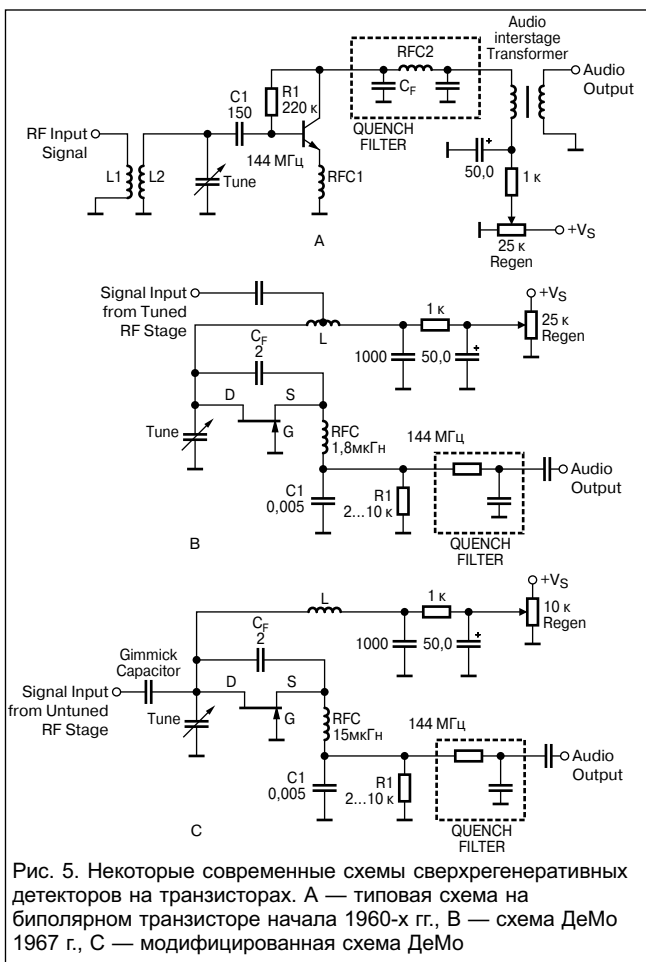 Audio
interstage
Transformer
RFC2
C1
150
R1
220 к
CF
Audio
Output
QUENCH
FILTER
RF Input
Signal
144 МГц
L1
L2
Tune
RFC1
50,0
+
1 к
+VS
25 к
Regen
A
Signal Input
from Tuned
RF Stage
L
1 к
+VS
25 к
Regen
CF
2
1000
50,0
+
D
S
G
Tune
RFC
1,8мкГн
144 МГц
C1
0,005
R1
2...10 к
Audio
Output
QUENCH
FILTER
B
L
1 к
+VS
10 к
Regen
CF
2
1000
50,0
+
Gimmick
Capacitor
Signal Input
from Untuned
RF Stage
D
S
G
Tune
RFC
15мкГн
144 МГц
C1
0,005
R1
2...10 к
Audio
Output
QUENCH
FILTER
C
Рис. 5. Некоторые современные схемы сверхрегенеративных
детекторов на транзисторах. А — типовая схема на
биполярном транзисторе начала 1960-х гг., В — схема ДеМо
1967 г., С — модифицированная схема ДеМо